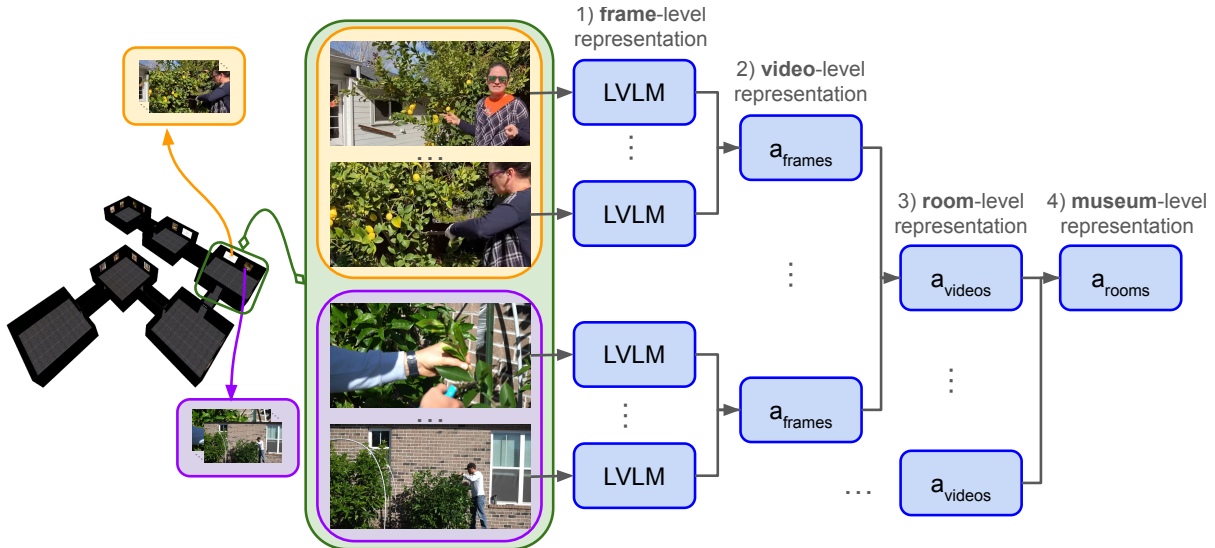 1) frame-level
representation
2) video-level
representation
3) room-level
representation
4) museum-level
representation
LVLM
⋮
LVLM
a_frames
⋮
LVLM
⋮
LVLM
a_frames
a_videos
⋮
a_videos
a_rooms
...
...
...